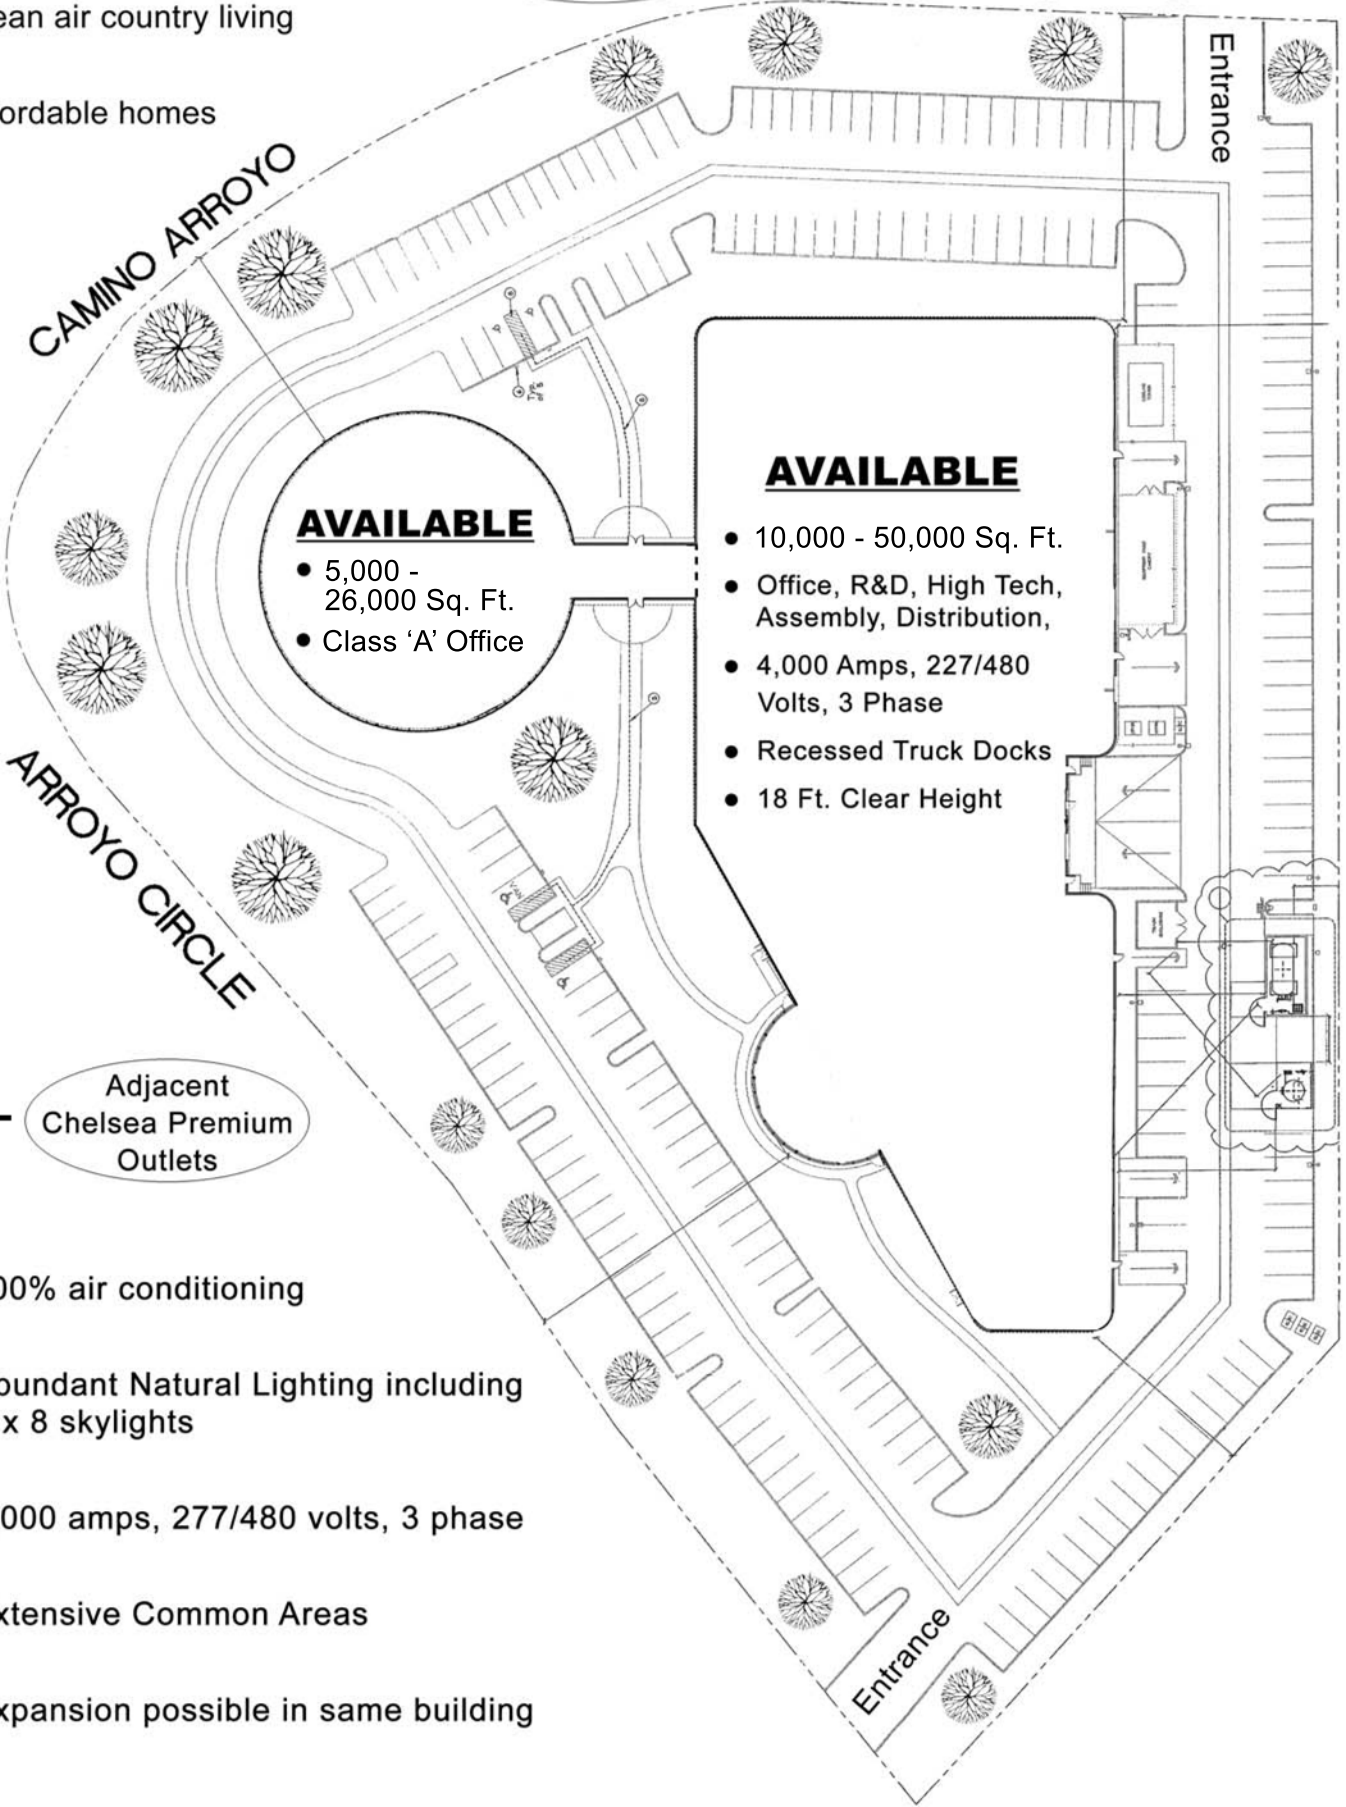 ean air country living
ordable homes
CAMINO ARROYO
Entrance
AVAILABLE
• 5,000 -
26,000 Sq. Ft.
• Class ‘A’ Office
AVAILABLE
• 10,000 - 50,000 Sq. Ft.
• Office, R&D, High Tech,
Assembly, Distribution,
• 4,000 Amps, 227/480
Volts, 3 Phase
• Recessed Truck Docks
• 18 Ft. Clear Height
ARROYO CIRCLE
Adjacent
Chelsea Premium
Outlets
00% air conditioning
bundant Natural Lighting including
x 8 skylights
000 amps, 277/480 volts, 3 phase
xtensive Common Areas
xpansion possible in same building
Entrance